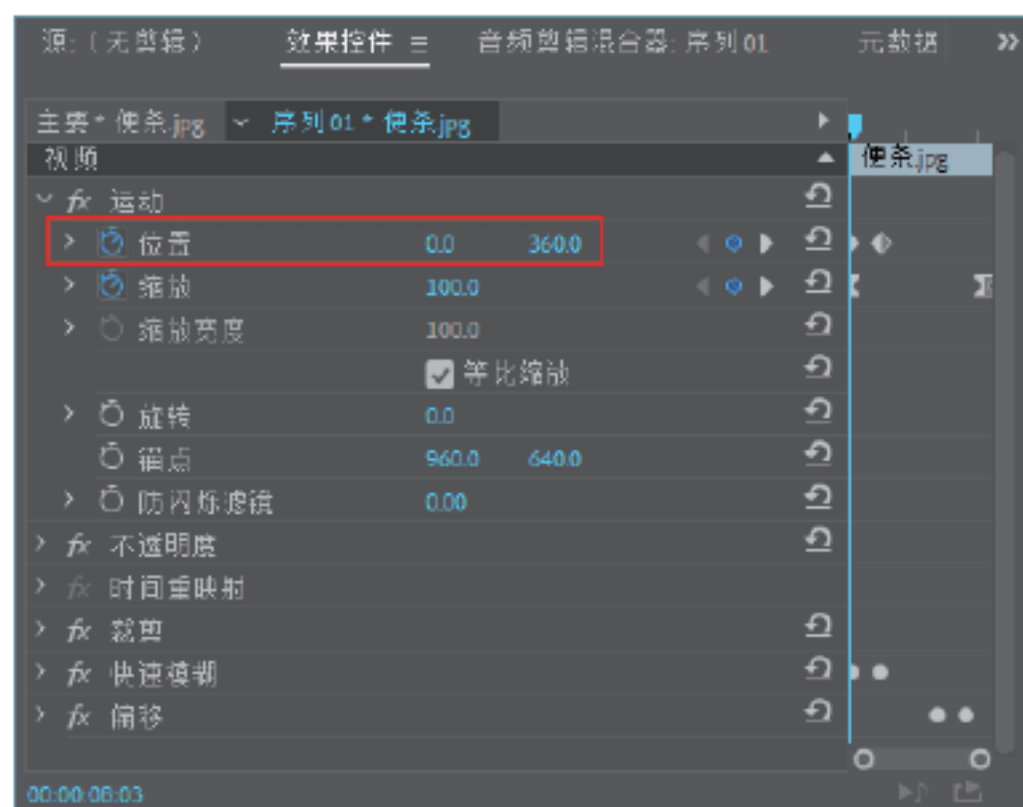 源:（无剪辑） 效果控件 ≡ 音频剪辑混合器: 序列 01 元数据 »
主要 * 便条.jpg 序列 01 * 便条.jpg
视频 便条.jpg
fx 运动
位置 0.0 360.0
缩放 100.0
缩放宽度 100.0
等比缩放
旋转 0.0
锚点 960.0 640.0
防闪烁滤镜 0.00
fx 不透明度
fx 时间重映射
fx 裁剪
fx 快速模糊
fx 偏移
00:00:08:03